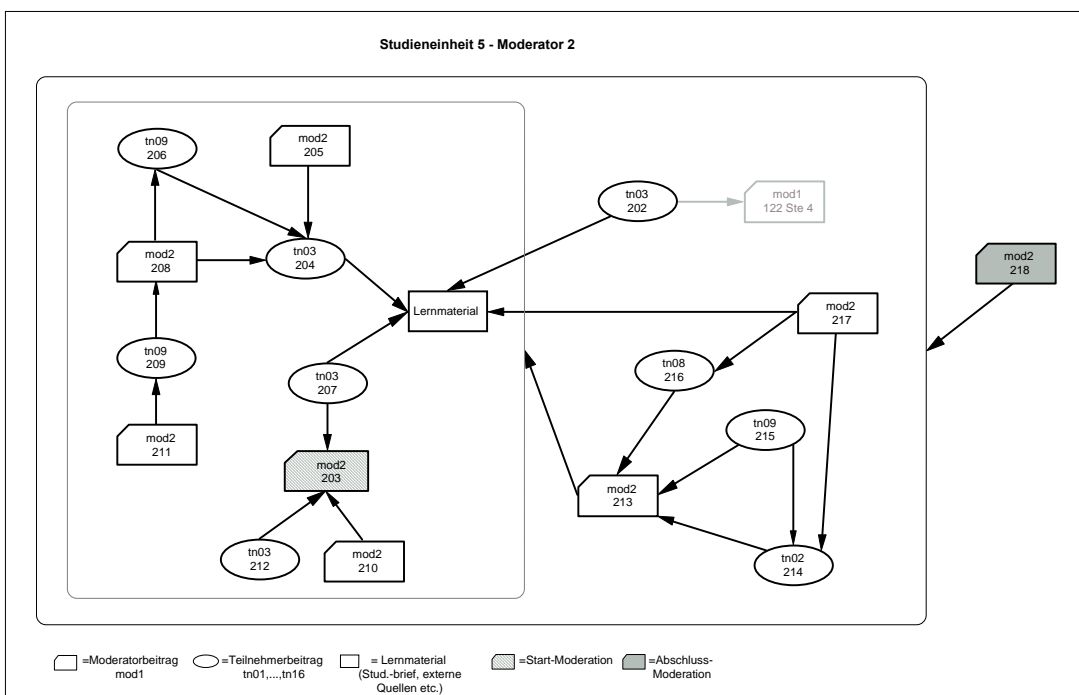 Studieneinheit 5 - Moderator 2
tn09
206
mod2
205
tn03
202
mod1
122 Ste 4
mod2
208
tn03
204
mod2
218
Lernmaterial
mod2
217
tn09
209
tn03
207
tn08
216
mod2
211
tn09
215
mod2
203
mod2
213
tn03
212
mod2
210
tn02
214
=Moderatorbeitrag
mod1
=Teilnehmerbeitrag
tn01,...,tn16
= Lernmaterial
(Stud.-brief, externe
Quellen etc.)
=Start-Moderation
=Abschluss-
Moderation